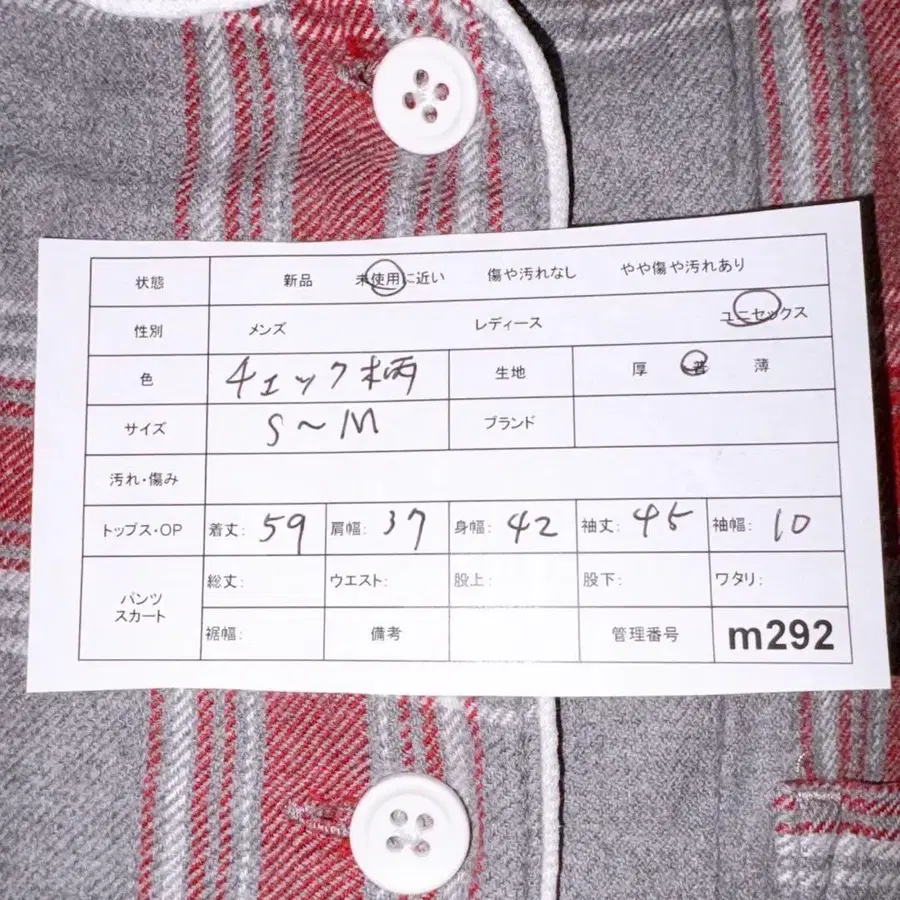 状態 新品 未使用に近い 傷や汚れなし やや傷や汚れあり
性別 メンズ レディース ユニセックス
色 チェック柄 生地 厚 普 薄
サイズ S〜M ブランド
汚れ・傷み
トップス・OP 着丈: 59 肩幅: 37 身幅: 42 袖丈: 45 袖幅: 10
パンツ
スカート
総丈: ウエスト: 股上: 股下: ワタリ:
裾幅: 備考 管理番号 m292